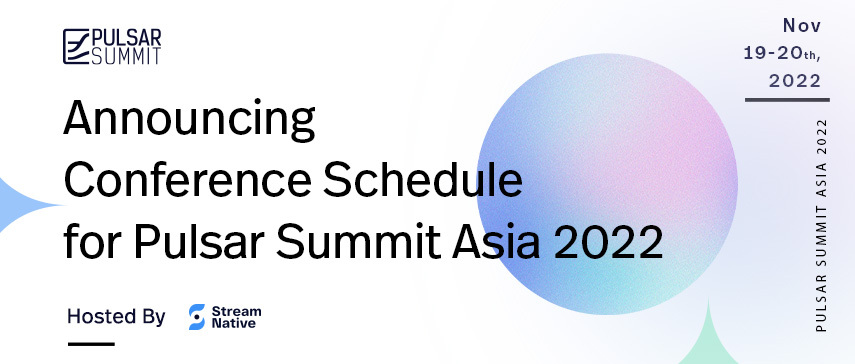 PULSAR
SUMMIT
Nov
19-20th,
2022
Announcing
Conference Schedule
for Pulsar Summit Asia 2022
PULSAR SUMMIT ASIA 2022
Hosted By
Stream
Native